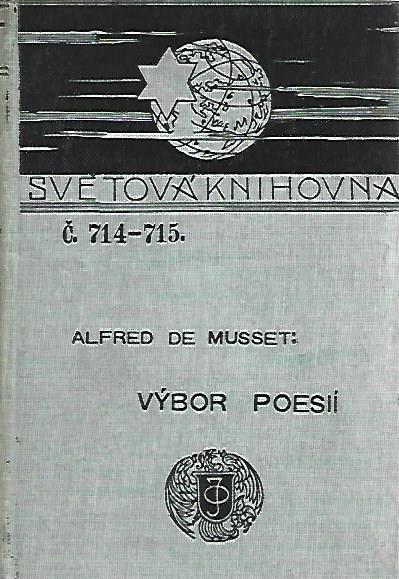 SVĚTOVÁ KNIHOVNA
Č. 714-715.
ALFRED DE MUSSET:
VÝBOR POESIÍ